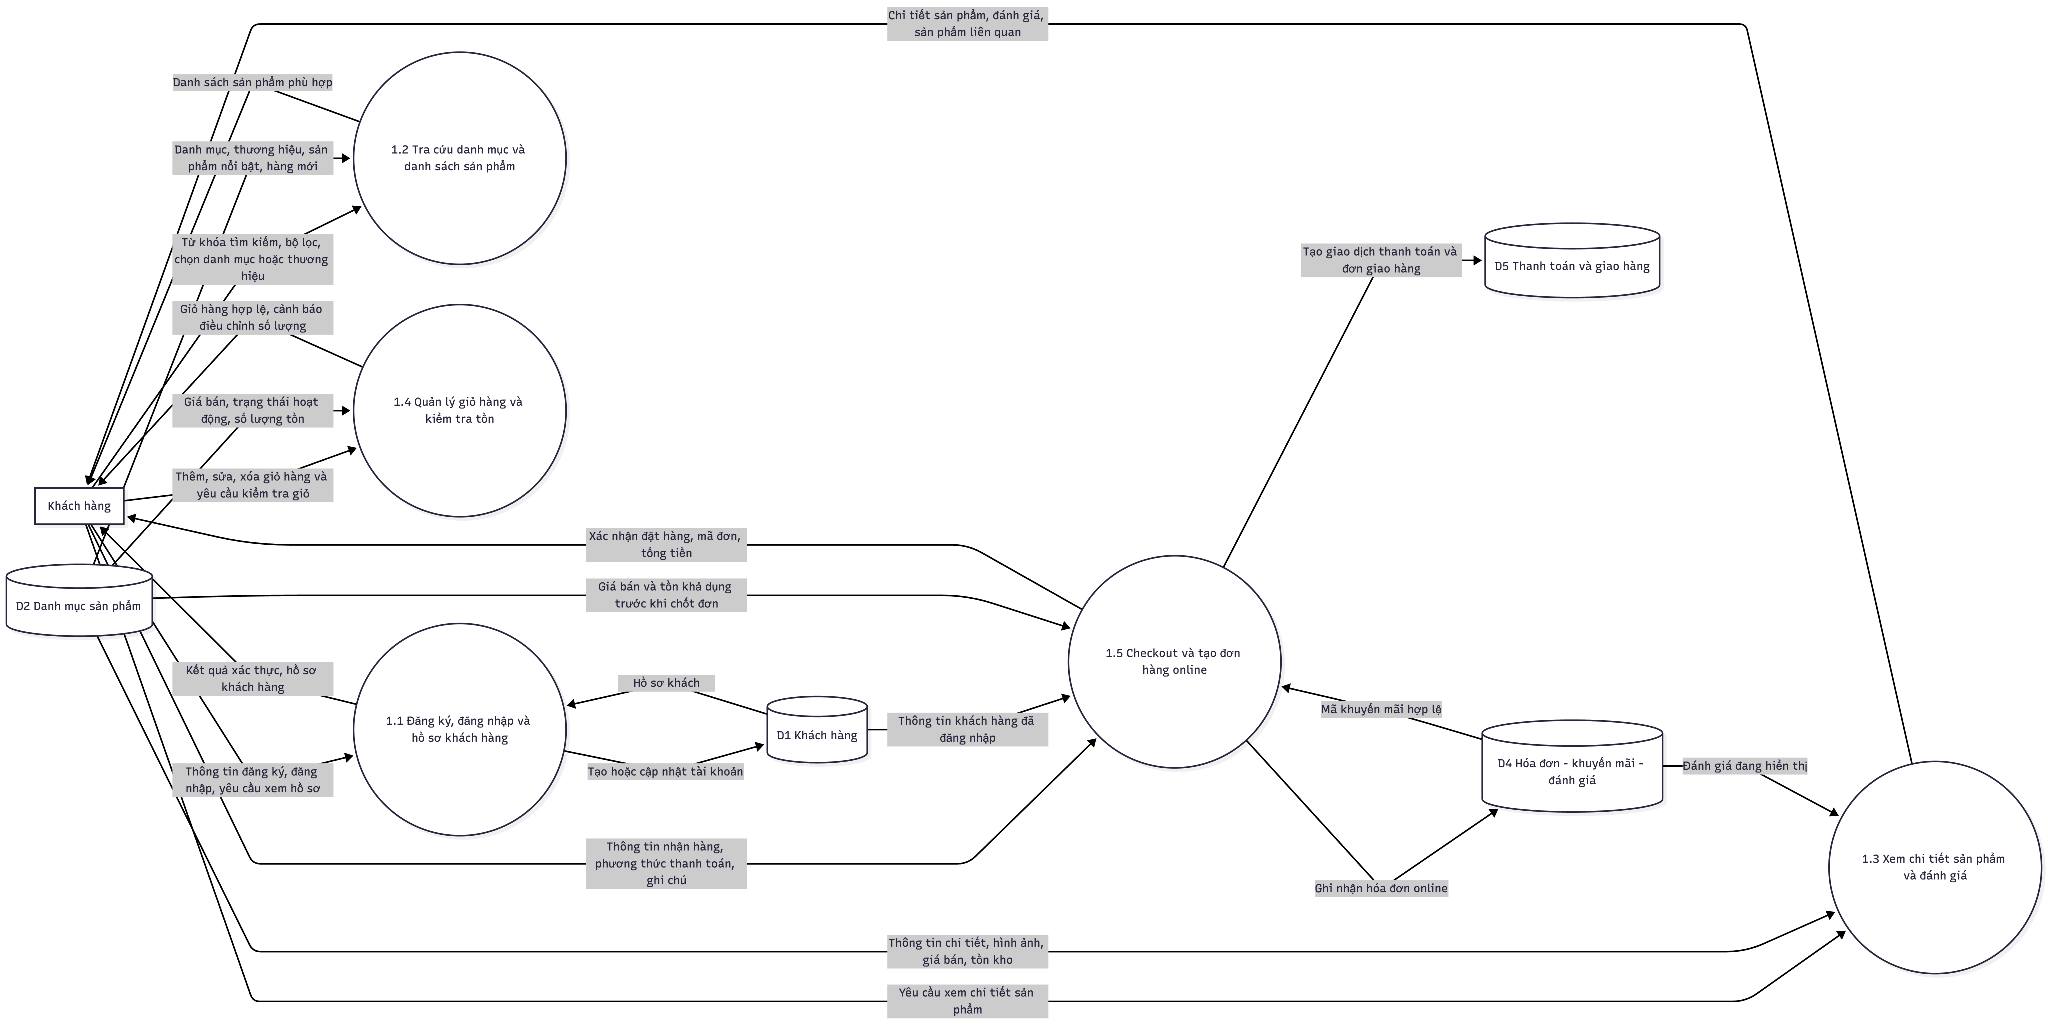 Chi tiết sản phẩm, đánh giá,
sản phẩm liên quan
Danh sách sản phẩm phù hợp
Danh mục, thương hiệu, sản
phẩm nổi bật, hàng mới
1.2 Tra cứu danh mục và
danh sách sản phẩm
Từ khóa tìm kiếm, bộ lọc,
chọn danh mục hoặc thương
hiệu
Tạo giao dịch thanh toán và
đơn giao hàng
D5 Thanh toán và giao hàng
Giỏ hàng hợp lệ, cảnh báo
điều chỉnh số lượng
Giá bán, trạng thái hoạt
động, số lượng tồn
1.4 Quản lý giỏ hàng và
kiểm tra tồn
Thêm, sửa, xóa giỏ hàng và
yêu cầu kiểm tra giỏ
Khách hàng
Xác nhận đặt hàng, mã đơn,
tổng tiền
D2 Danh mục sản phẩm
Giá bán và tồn khả dụng
trước khi chốt đơn
1.5 Checkout và tạo đơn
hàng online
Kết quả xác thực, hồ sơ
khách hàng
Hồ sơ khách
1.1 Đăng ký, đăng nhập và
hồ sơ khách hàng
D1 Khách hàng
Thông tin khách hàng đã
đăng nhập
Mã khuyến mãi hợp lệ
Thông tin đăng ký, đăng
nhập, yêu cầu xem hồ sơ
Tạo hoặc cập nhật tài khoản
D4 Hóa đơn - khuyến mãi -
đánh giá
Đánh giá đang hiển thị
Thông tin nhận hàng,
phương thức thanh toán,
ghi chú
Ghi nhận hóa đơn online
1.3 Xem chi tiết sản phẩm
và đánh giá
Thông tin chi tiết, hình ảnh,
giá bán, tồn kho
Yêu cầu xem chi tiết sản
phẩm